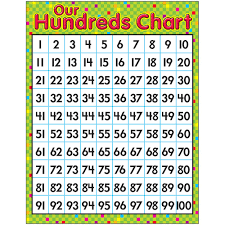 Our
Hundreds Chart
1 2 3 4 5 6 7 8 9 10
11 12 13 14 15 16 17 18 19 20
21 22 23 24 25 26 27 28 29 30
31 32 33 34 35 36 37 38 39 40
41 42 43 44 45 46 47 48 49 50
51 52 53 54 55 56 57 58 59 60
61 62 63 64 65 66 67 68 69 70
71 72 73 74 75 76 77 78 79 80
81 82 83 84 85 86 87 88 89 90
91 92 93 94 95 96 97 98 99 100